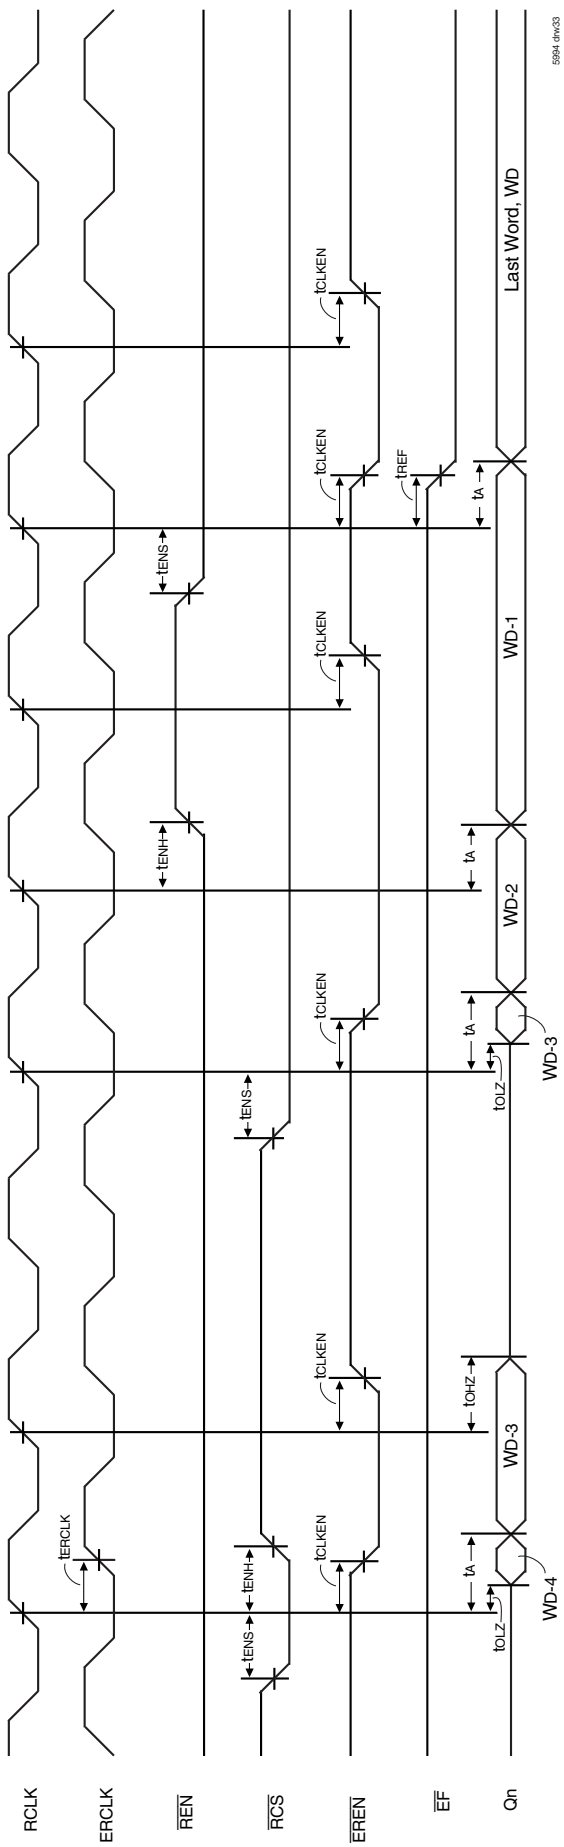 RCLK
ERCLK
tERCLK
REN
tENH
tENS
RCS
tENS
tENH
tENS
EREN
tCLKEN
tCLKEN
tCLKEN
tCLKEN
tCLKEN
tCLKEN
EF
tREF
Qn
tOLZ
tA
tOHZ
tOLZ
tA
tA
tA
WD-4
WD-3
WD-3
WD-2
WD-1
Last Word, WD
5994 drw33